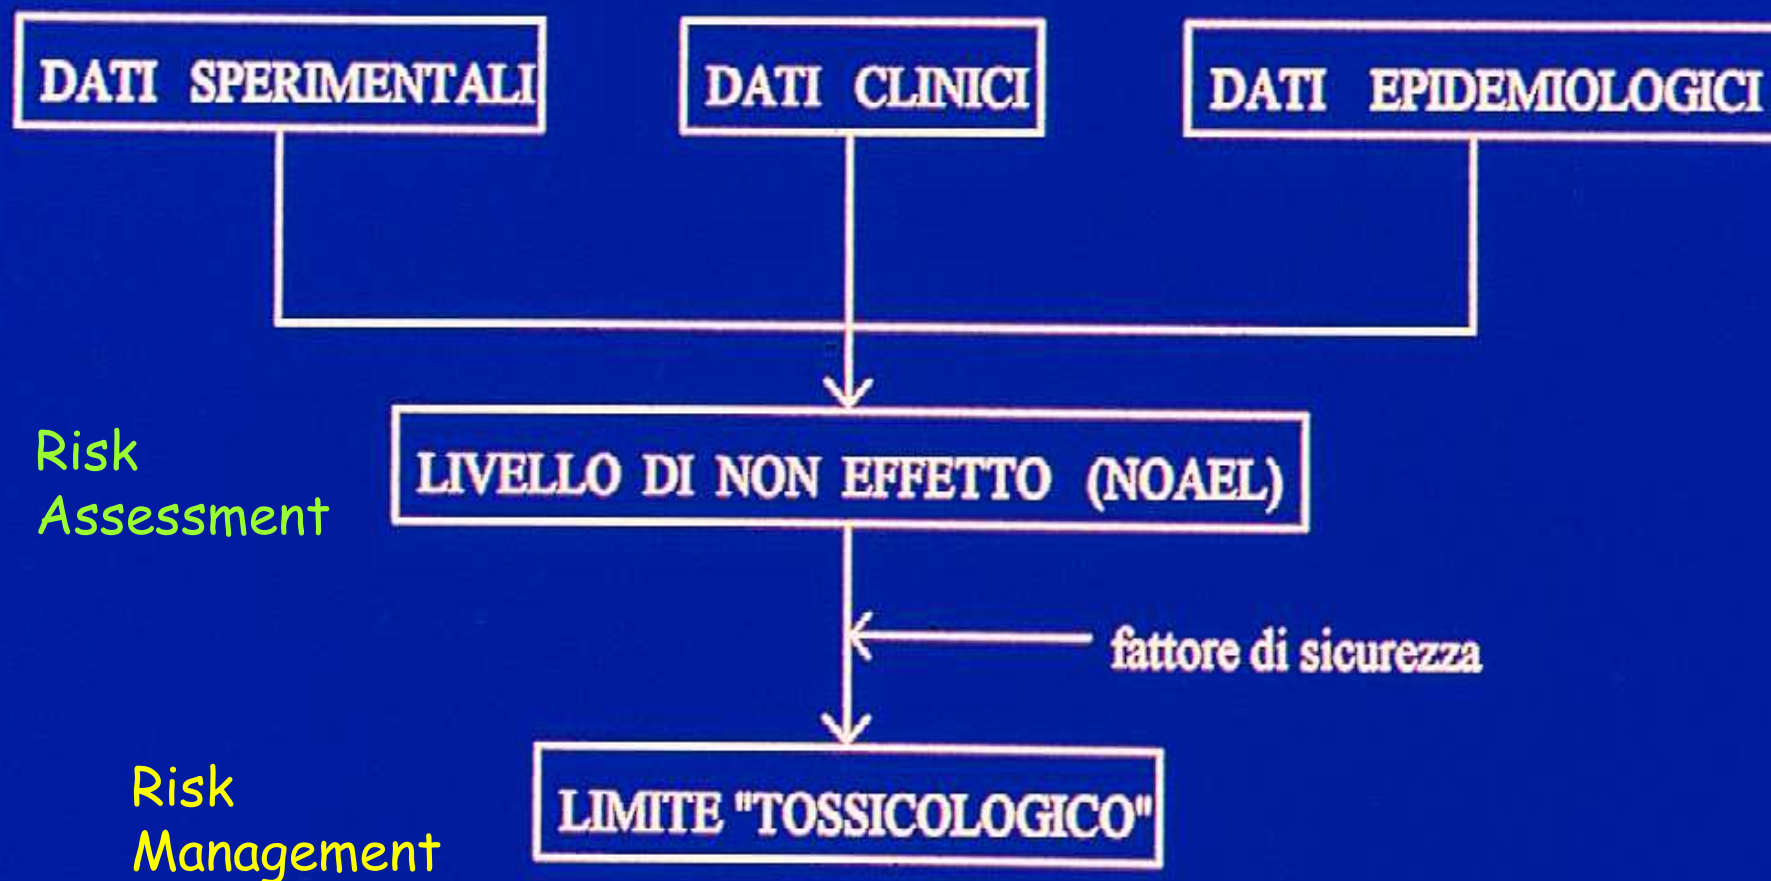 DATI SPERIMENTALI
DATI CLINICI
DATI EPIDEMIOLOGICI
Risk
Assessment
LIVELLO DI NON EFFETTO (NOAEL)
fattore di sicurezza
Risk
Management
LIMITE "TOSSICOLOGICO"